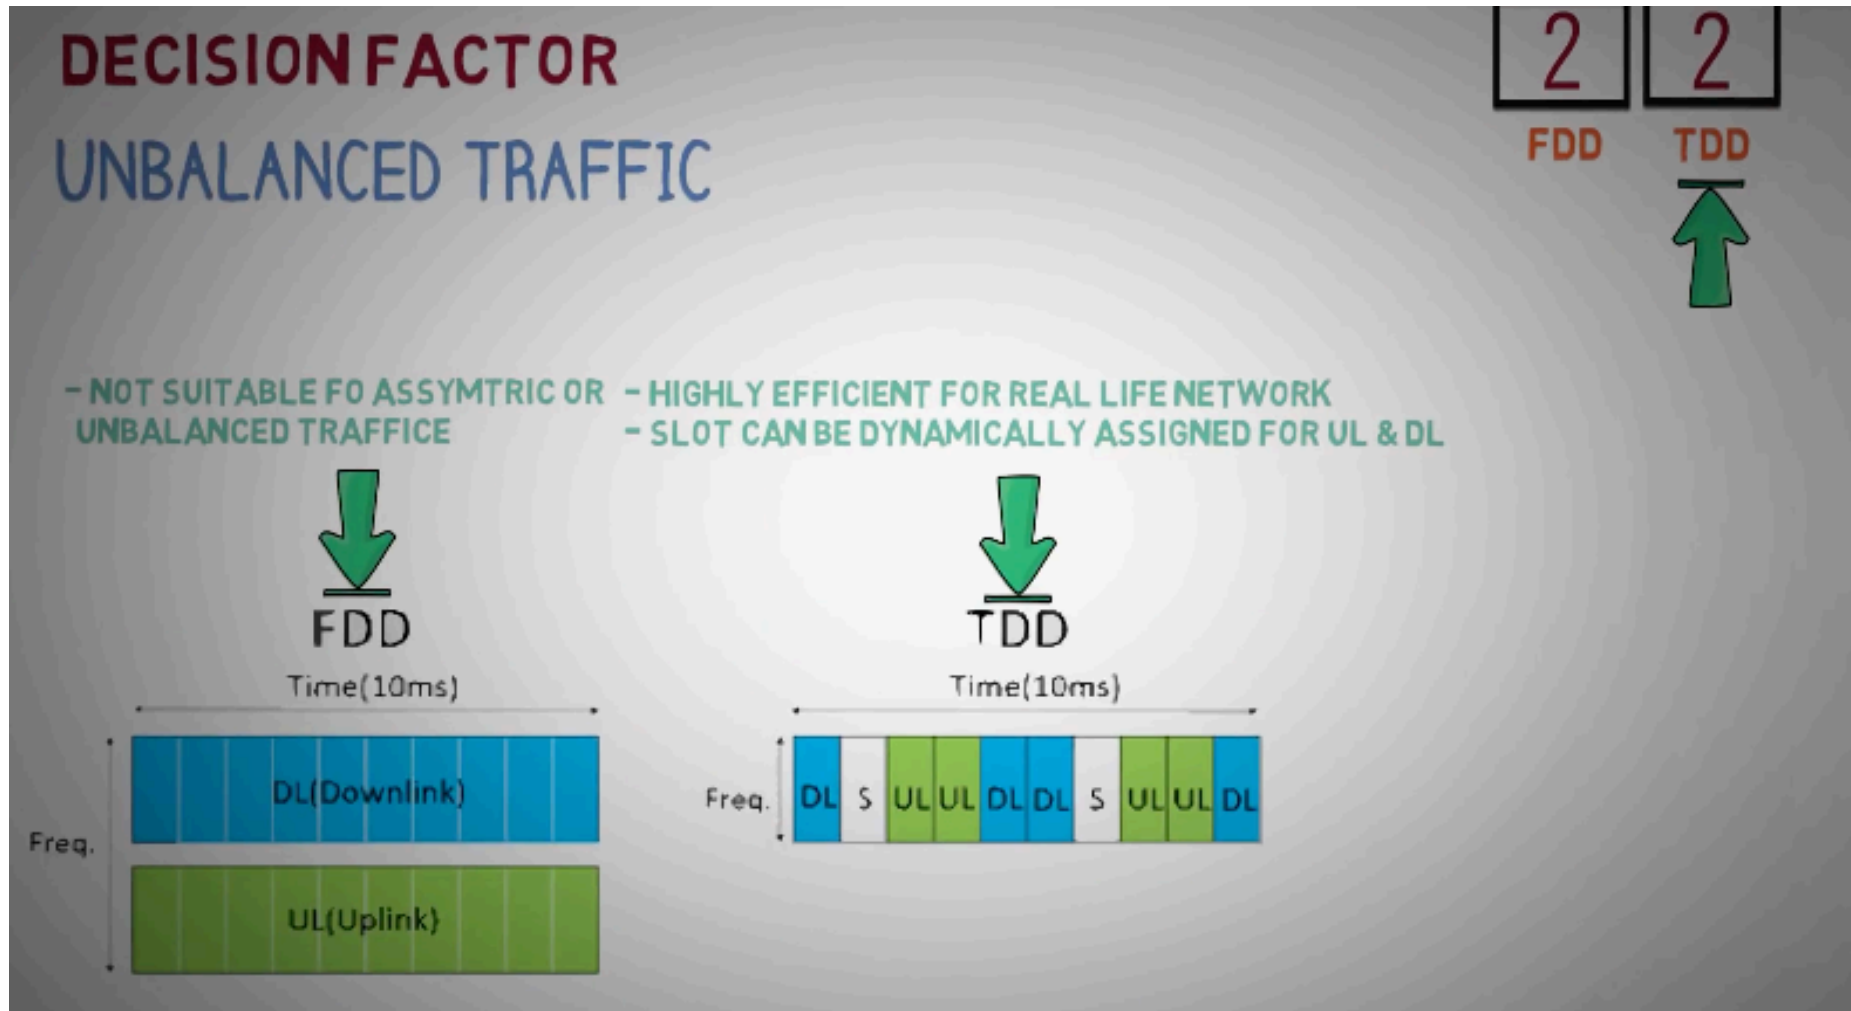 DECISION FACTOR
UNBALANCED TRAFFIC
2 2
FDD TDD
- NOT SUITABLE FO ASSYMTRIC OR
UNBALANCED TRAFFICE
- HIGHLY EFFICIENT FOR REAL LIFE NETWORK
- SLOT CAN BE DYNAMICALLY ASSIGNED FOR UL & DL
FDD
Time(10ms)
Freq.
DL(Downlink)
UL(Uplink)
TDD
Time(10ms)
Freq.
DL S UL UL DL DL S UL UL DL